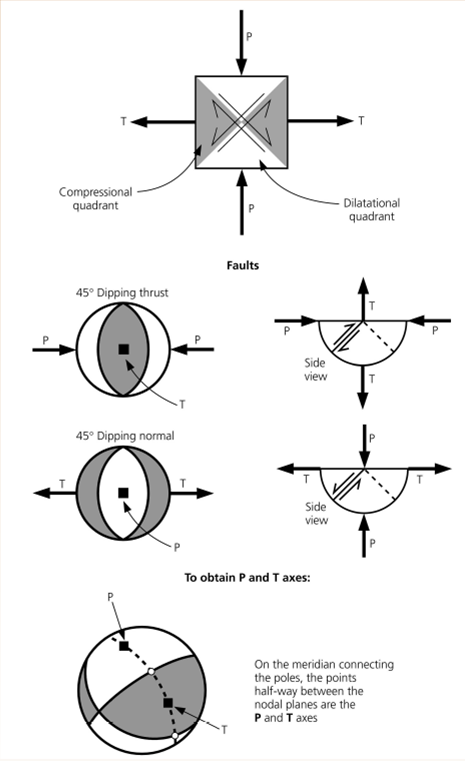 P
T
T
Compressional
quadrant
P
Dilatational
quadrant
Faults
45° Dipping thrust
P
P
T
T
P
P
Side
view
T
45° Dipping normal
T
T
P
P
T
T
Side
view
P
To obtain P and T axes:
P
On the meridian connecting
the poles, the points
half-way between the
nodal planes are the
P and T axes
T